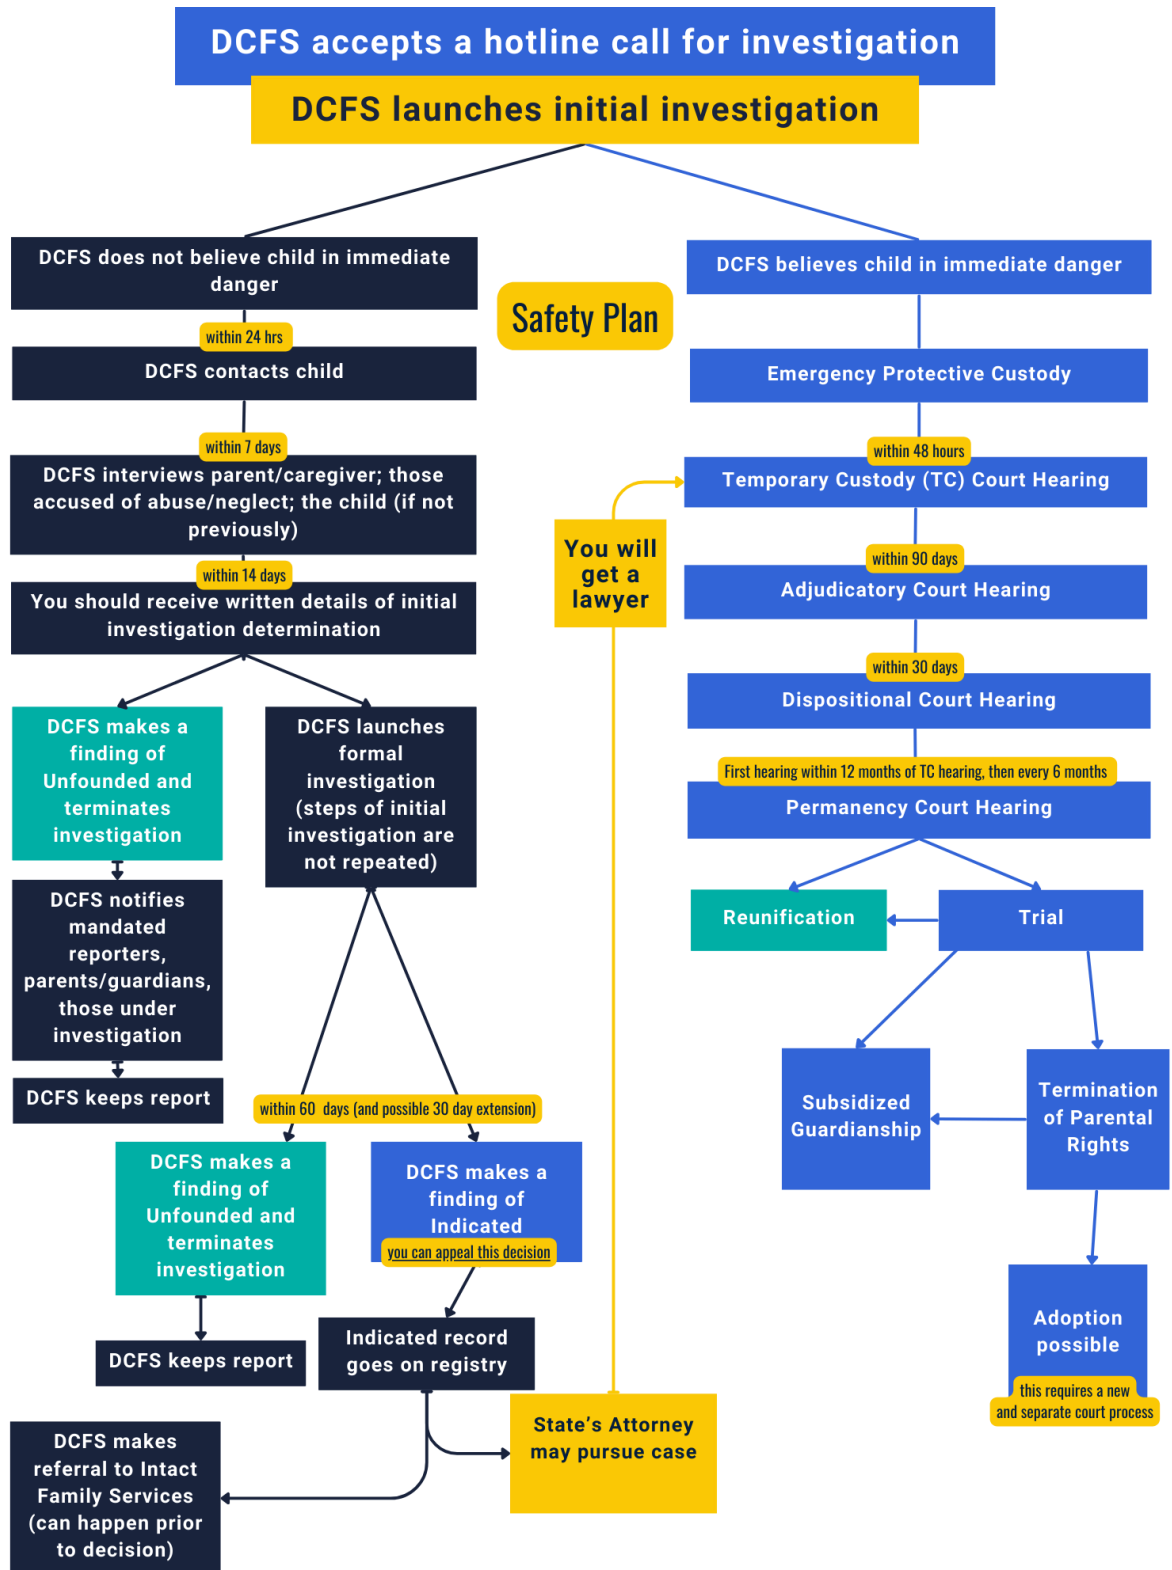 DCFS accepts a hotline call for investigation
DCFS launches initial investigation
DCFS does not believe child in immediate
danger
within 24 hrs
DCFS contacts child
within 7 days
DCFS interviews parent/caregiver; those
accused of abuse/neglect; the child (if not
previously)
within 14 days
You should receive written details of initial
investigation determination
DCFS makes a
finding of
Unfounded and
terminates
investigation
DCFS notifies
mandated
reporters,
parents/guardians,
those under
investigation
DCFS keeps report
DCFS launches
formal
investigation
(steps of initial
investigation are
not repeated)
within 60 days (and possible 30 day extension)
DCFS makes a
finding of
Unfounded and
terminates
investigation
DCFS keeps report
DCFS makes a
finding of
Indicated
you can appeal this decision
Indicated record
goes on registry
DCFS makes
referral to Intact
Family Services
(can happen prior
to decision)
State's Attorney
may pursue case
You will
get a
lawyer
Safety Plan
DCFS believes child in immediate danger
Emergency Protective Custody
within 48 hours
Temporary Custody (TC) Court Hearing
within 90 days
Adjudicatory Court Hearing
within 30 days
Dispositional Court Hearing
First hearing within 12 months of TC hearing, then every 6 months
Permanency Court Hearing
Reunification
Trial
Subsidized
Guardianship
Termination
of Parental
Rights
Adoption
possible
this requires a new
and separate court process